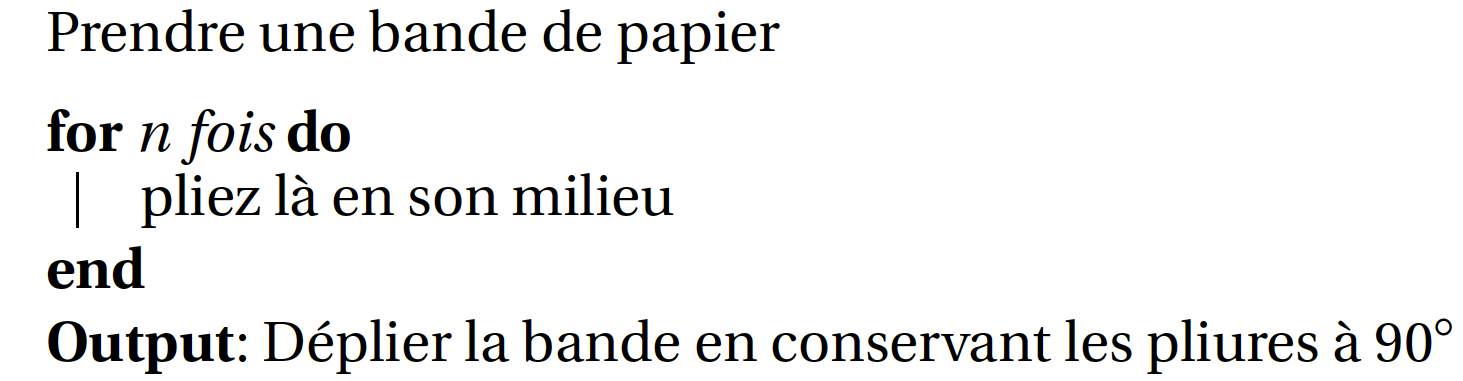 Prendre une bande de papier
for n fois do
pliez là en son milieu
end
Output: Déplier la bande en conservant les pliures à 90°